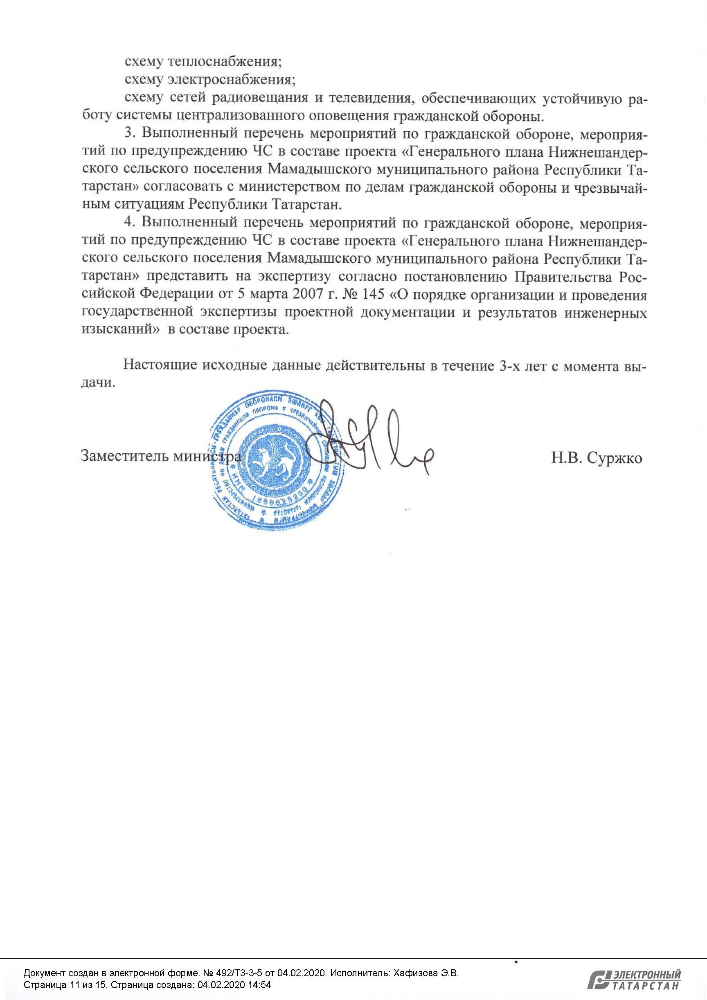 схему теплоснабжения;
схему электроснабжения;
схему сетей радиовещания и телевидения, обеспечивающих устойчивую ра-
боту системы централизованного оповещения гражданской обороны.
3. Выполненный перечень мероприятий по гражданской обороне, мероприя-
тий по предупреждению ЧС в составе проекта «Генерального плана Нижнешандер-
ского сельского поселения Мамадышского муниципального района Республики Та-
тарстан» согласовать с министерством по делам гражданской обороны и чрезвычай-
ным ситуациям Республики Татарстан.
4. Выполненный перечень мероприятий по гражданской обороне, мероприя-
тий по предупреждению ЧС в составе проекта «Генерального плана Нижнешандер-
ского сельского поселения Мамадышского муниципального района Республики Та-
тарстан» представить на экспертизу согласно постановлению Правительства Рос-
сийской Федерации от 5 марта 2007 г. № 145 «О порядке организации и проведения
государственной экспертизы проектной документации и результатов инженерных
изысканий» в составе проекта.
Настоящие исходные данные действительны в течение 3-х лет с момента вы-
дачи.
Заместитель министра Н.В. Суржко
Документ создан в электронной форме. № 492/ТЗ-3-5 от 04.02.2020. Исполнитель: Хафизова Э.В.
Страница 11 из 15. Страница создана: 04.02.2020 14:54
ЭЛЕКТРОННЫЙ
ТАТАРСТАН